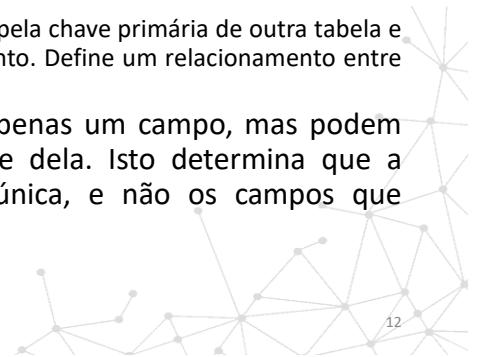 pela chave primária de outra tabela e
nto. Define um relacionamento entre
penas um campo, mas podem
e dela. Isto determina que a
única, e não os campos que
12